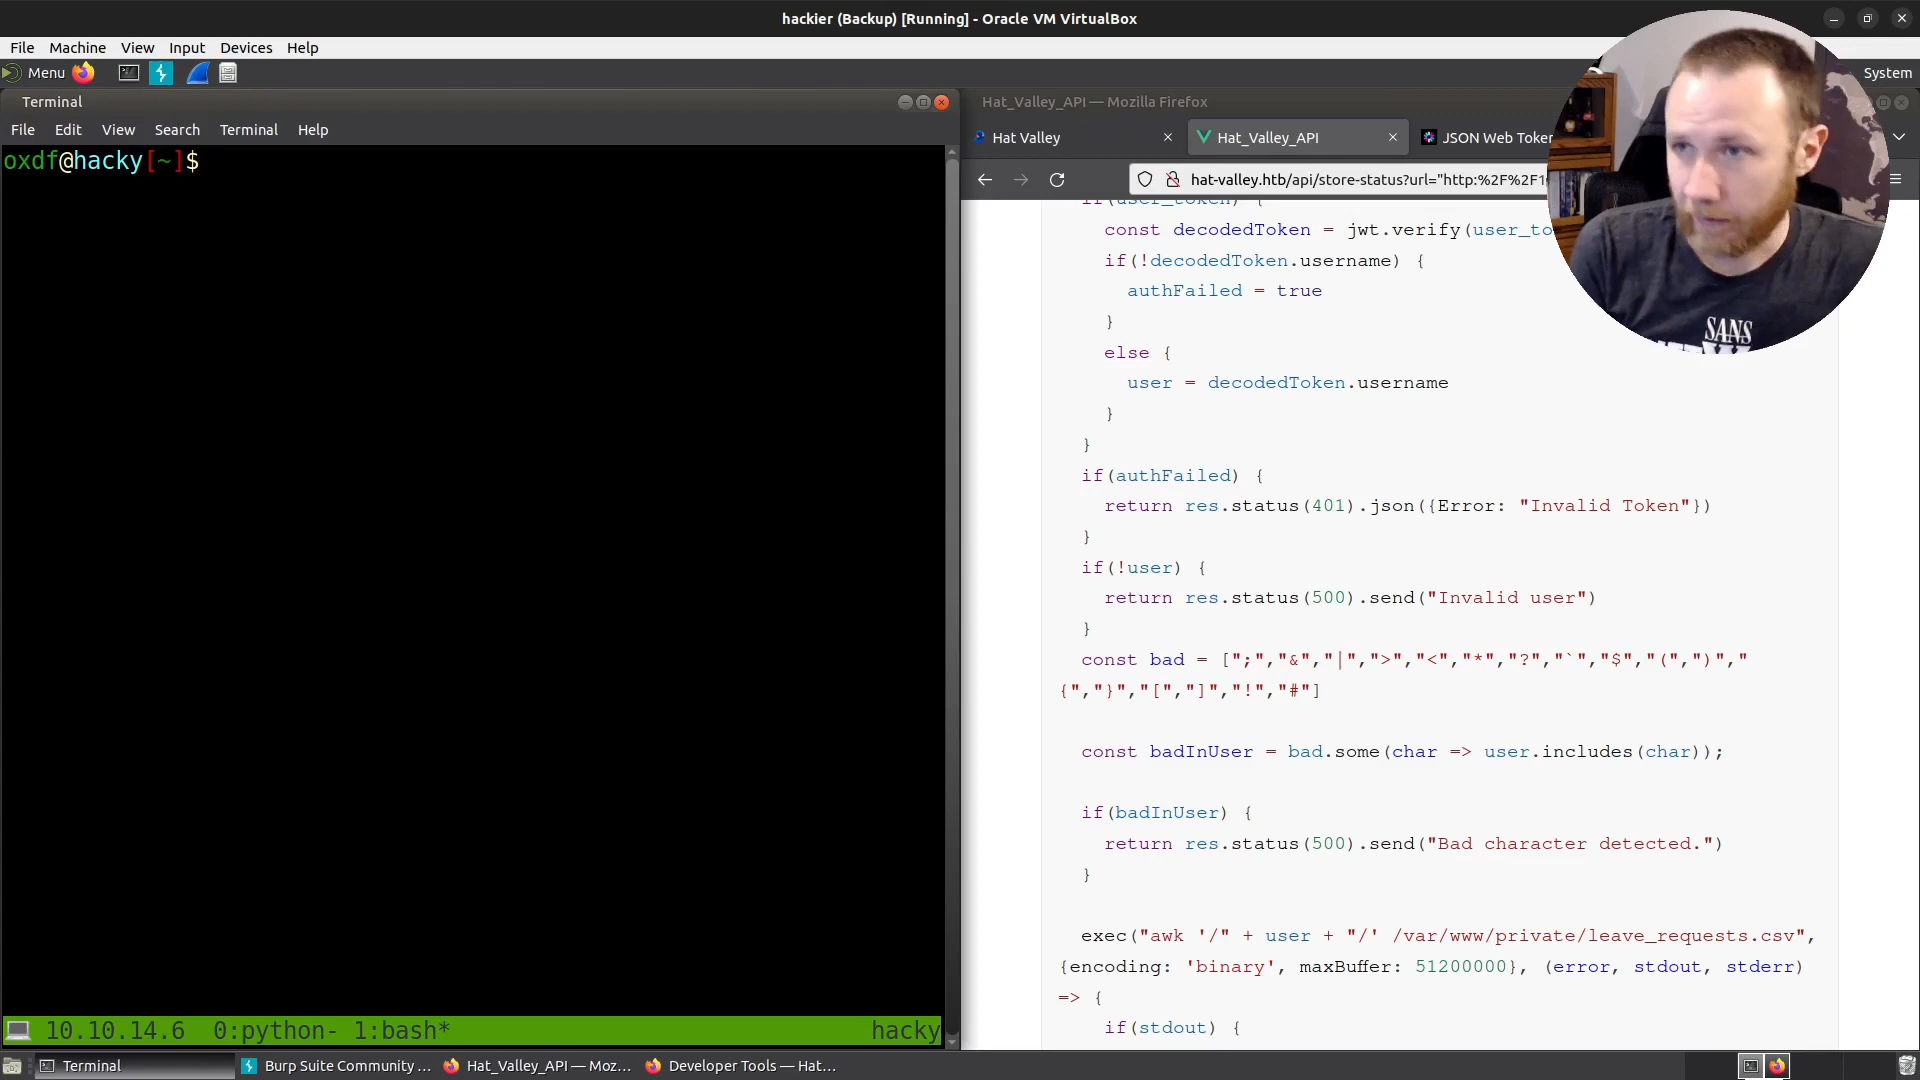 hackier (Backup) [Running] - Oracle VM VirtualBox
File Machine View Input Devices Help
Menu
System
Terminal
Hat_Valley_API — Mozilla Firefox
File Edit View Search Terminal Help
Hat Valley
Hat_Valley_API
JSON Web Token
oxdf@hacky[~]$
hat-valley.htb/api/store-status?url="http:%2F%2F1
if(user_token) {
const decodedToken = jwt.verify(user_to
if(!decodedToken.username) {
authFailed = true
}
else {
user = decodedToken.username
}
}
if(authFailed) {
return res.status(401).json({Error: "Invalid Token"})
}
if(!user) {
return res.status(500).send("Invalid user")
}
const bad = [";","&","|",">","<","*","?","`","$","(",")","
{","}","[","]","!","#"]
const badInUser = bad.some(char => user.includes(char));
if(badInUser) {
return res.status(500).send("Bad character detected.")
}
exec("awk '/" + user + "/' /var/www/private/leave_requests.csv",
{encoding: 'binary', maxBuffer: 51200000}, (error, stdout, stderr)
=> {
if(stdout) {
SANS
10.10.14.6 0:python- 1:bash* hacky
Terminal
Burp Suite Community ...
Hat_Valley_API — Moz...
Developer Tools — Hat...